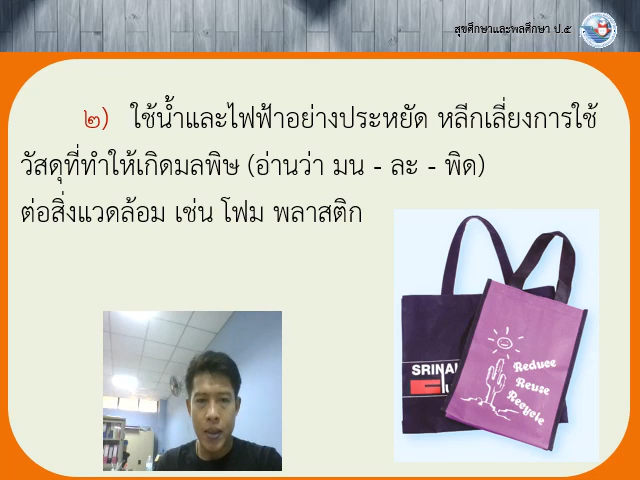 สุขศึกษาและพลศึกษา ป.๕
๒) ใช้น้ำและไฟฟ้าอย่างประหยัด หลีกเลี่ยงการใช้
วัสดุที่ทำให้เกิดมลพิษ (อ่านว่า มน - ละ - พิด)
ต่อสิ่งแวดล้อม เช่น โฟม พลาสติก
Reduce
Reuse
Recycle